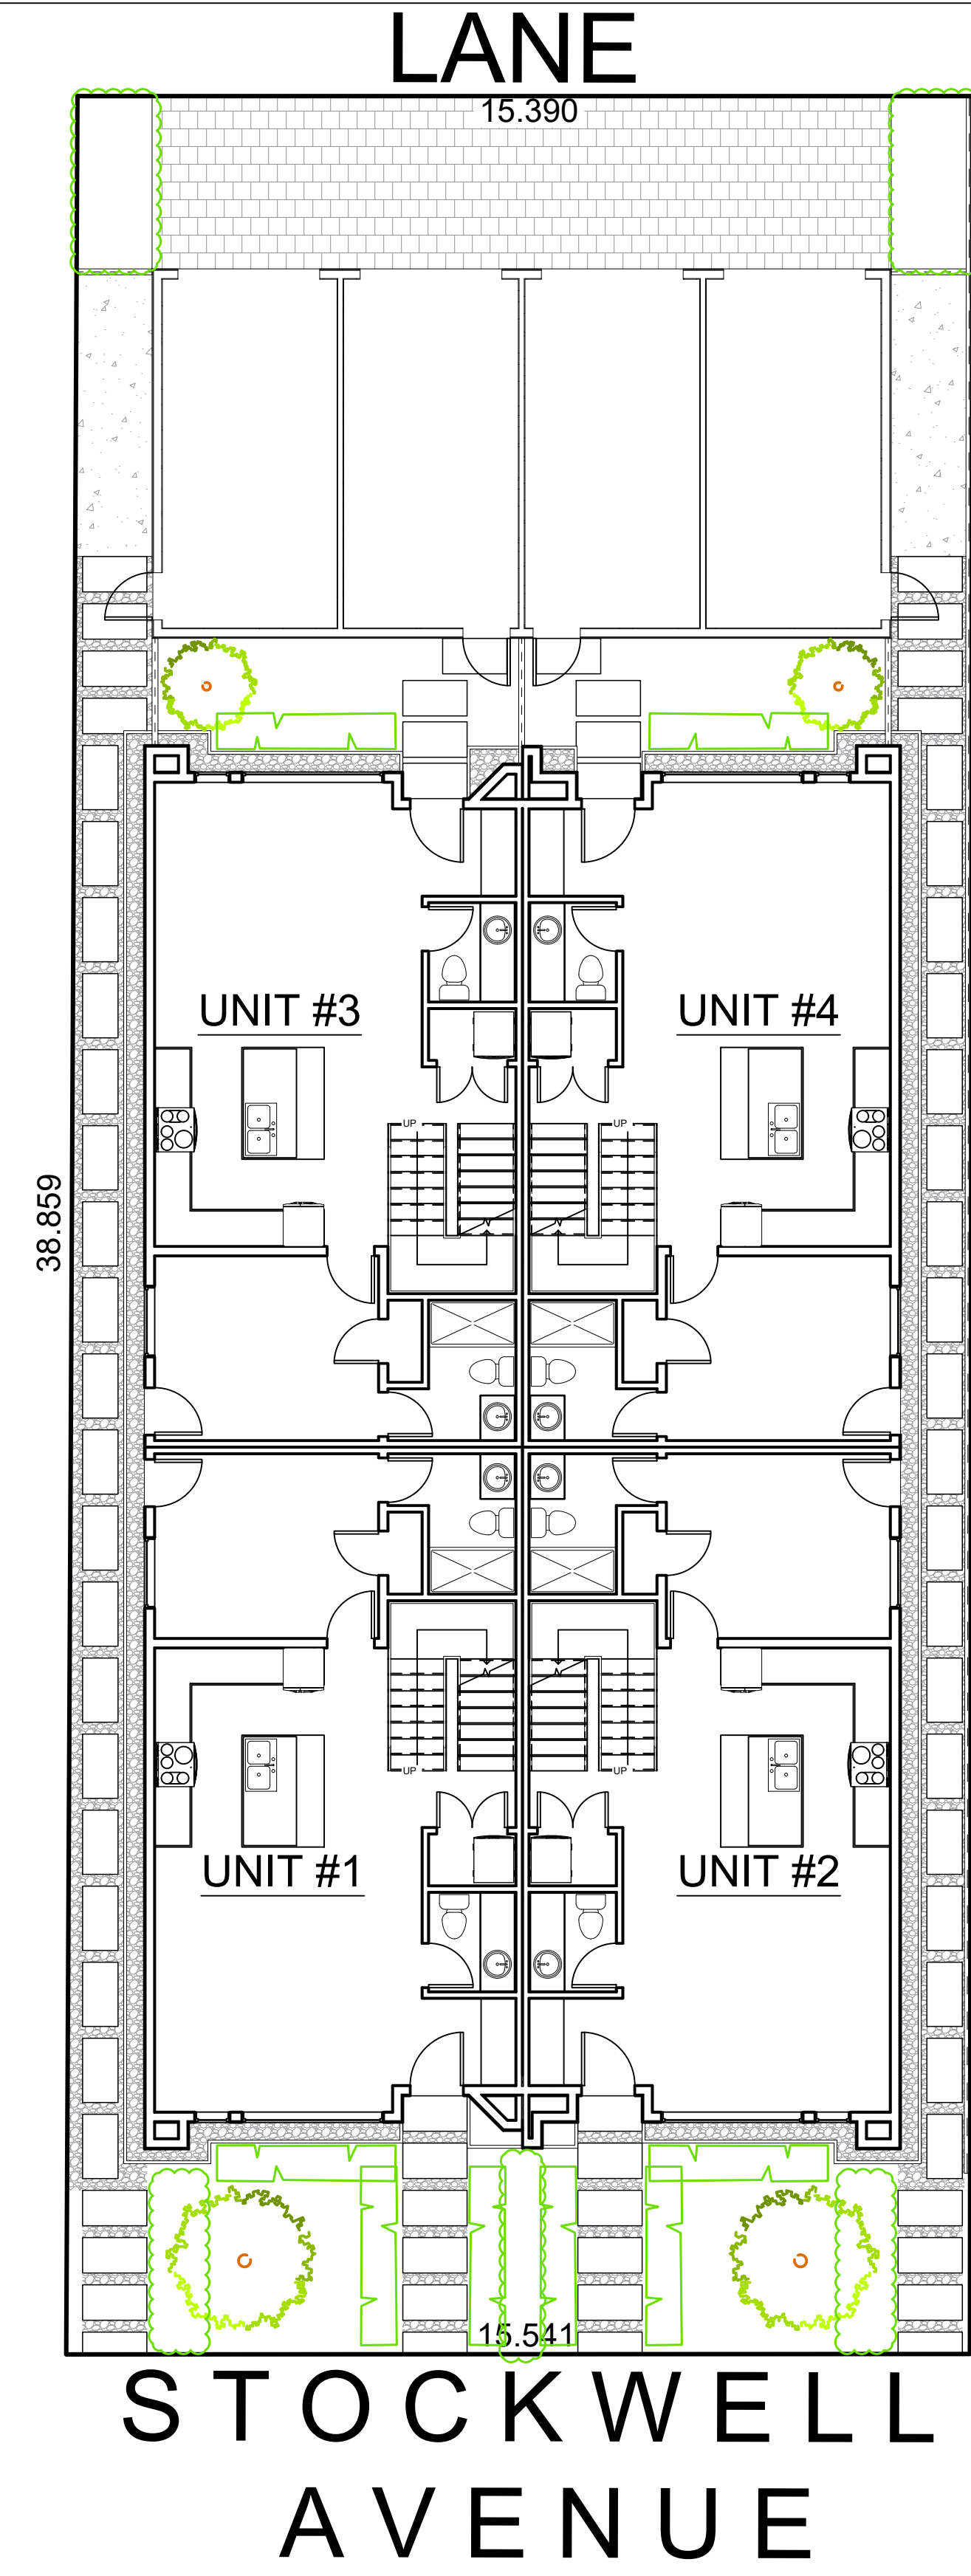 LANE
15.390
UNIT #3
UNIT #4
UP
UP
38.859
UP
UP
UNIT #1
UNIT #2
15.541
STOCKWELL
AVENUE